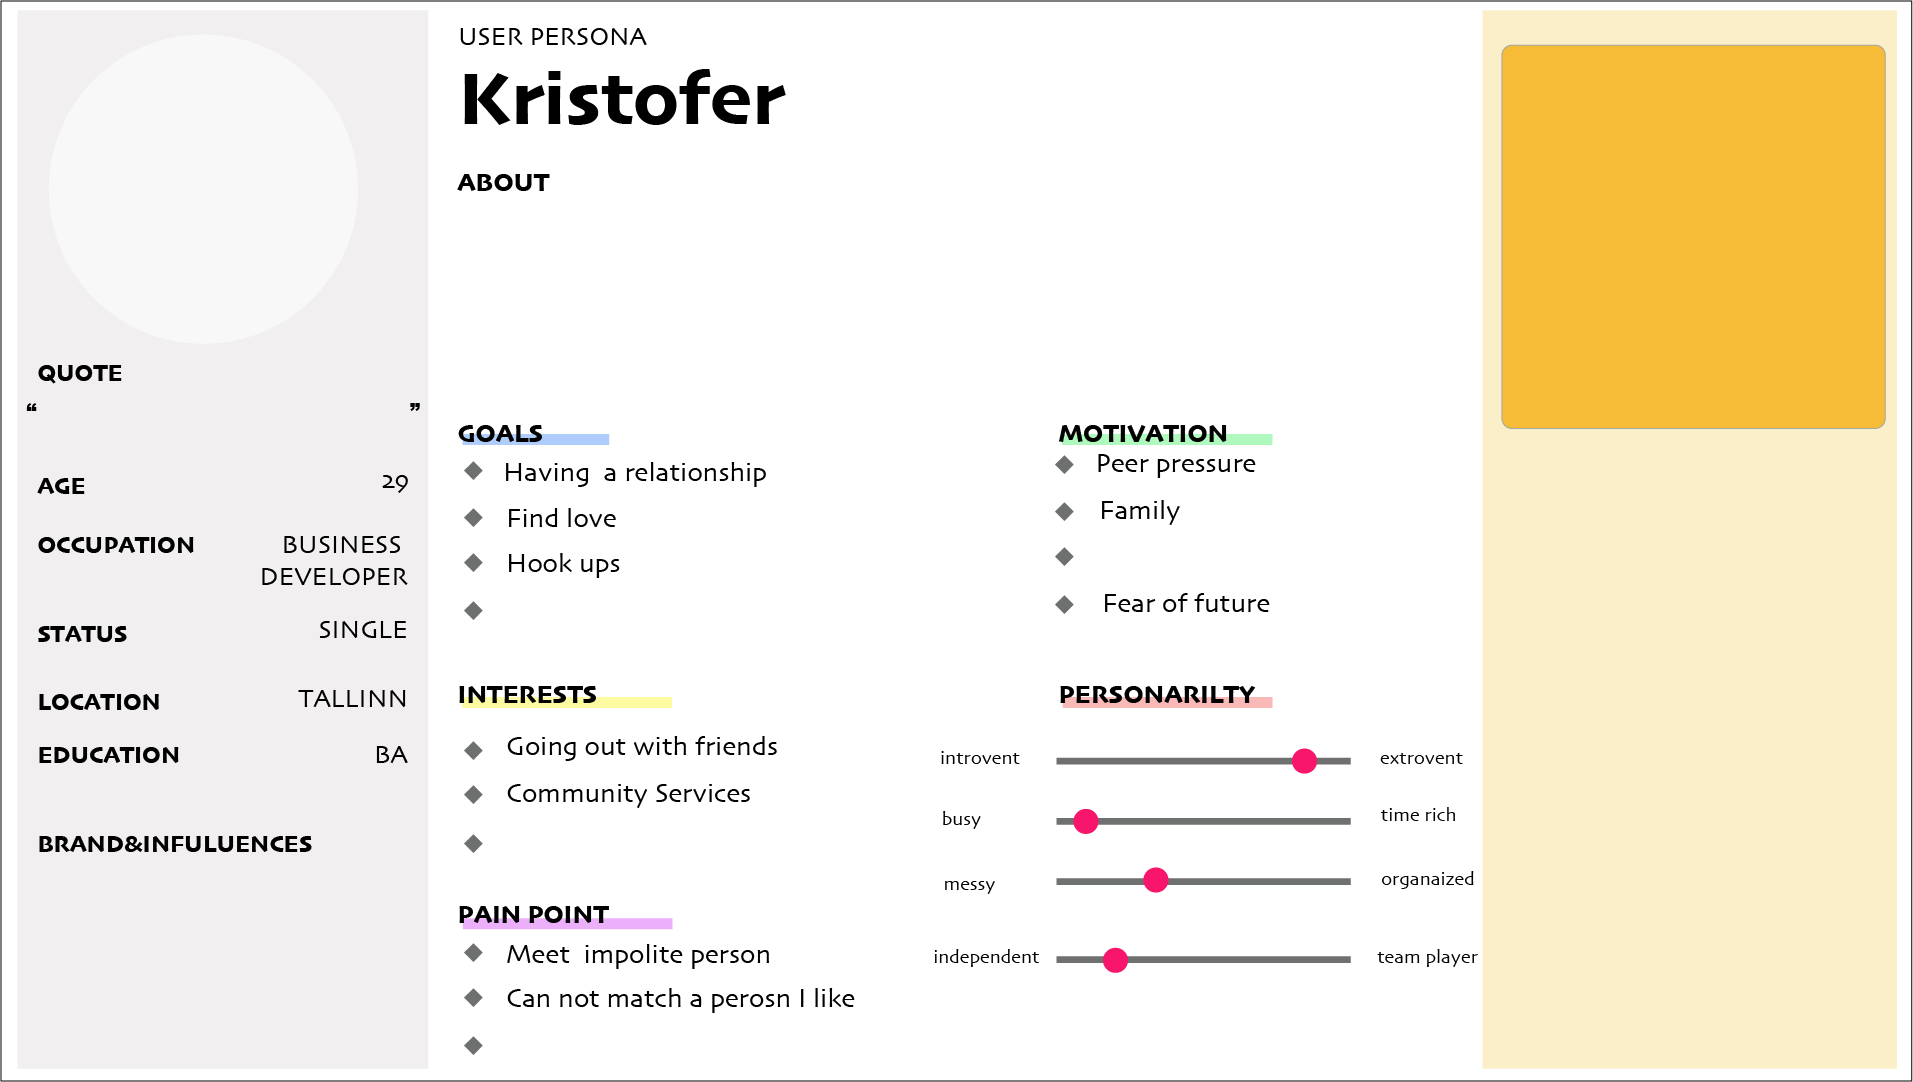 USER PERSONA
Kristofer
ABOUT
QUOTE
“ ”
AGE 29
OCCUPATION BUSINESS
DEVELOPER
STATUS SINGLE
LOCATION TALLINN
EDUCATION BA
BRAND&INFULUENCES
GOALS
Having a relationship
Find love
Hook ups
INTERESTS
Going out with friends
Community Services
PAIN POINT
Meet impolite person
Can not match a perosn I like
MOTIVATION
Peer pressure
Family
Fear of future
PERSONARILTY
introvent extrovent
busy time rich
messy organaized
independent team player